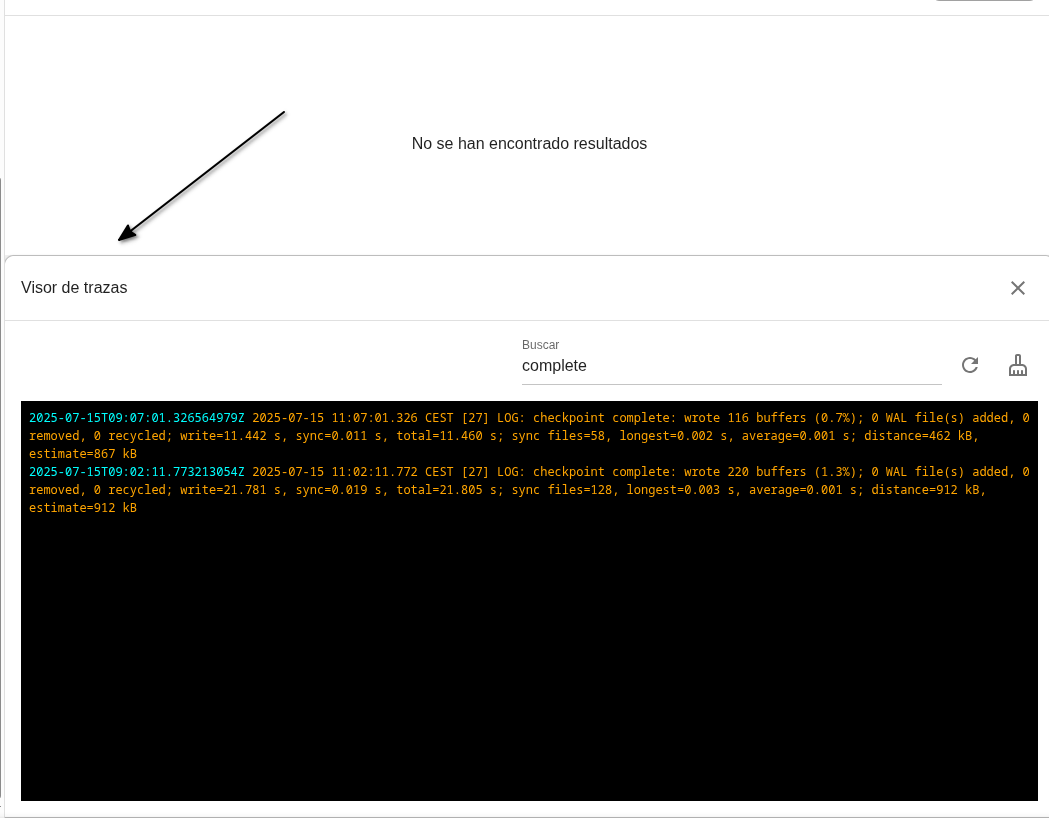 No se han encontrado resultados
Visor de trazas
Buscar
complete
2025-07-15T09:07:01.326564979Z 2025-07-15 11:07:01.326 CEST [27] LOG: checkpoint complete: wrote 116 buffers (0.7%); 0 WAL file(s) added, 0
removed, 0 recycled; write=11.442 s, sync=0.011 s, total=11.460 s; sync files=58, longest=0.002 s, average=0.001 s; distance=462 kB,
estimate=867 kB
2025-07-15T09:02:11.773213054Z 2025-07-15 11:02:11.772 CEST [27] LOG: checkpoint complete: wrote 220 buffers (1.3%); 0 WAL file(s) added, 0
removed, 0 recycled; write=21.781 s, sync=0.019 s, total=21.805 s; sync files=128, longest=0.003 s, average=0.001 s; distance=912 kB,
estimate=912 kB